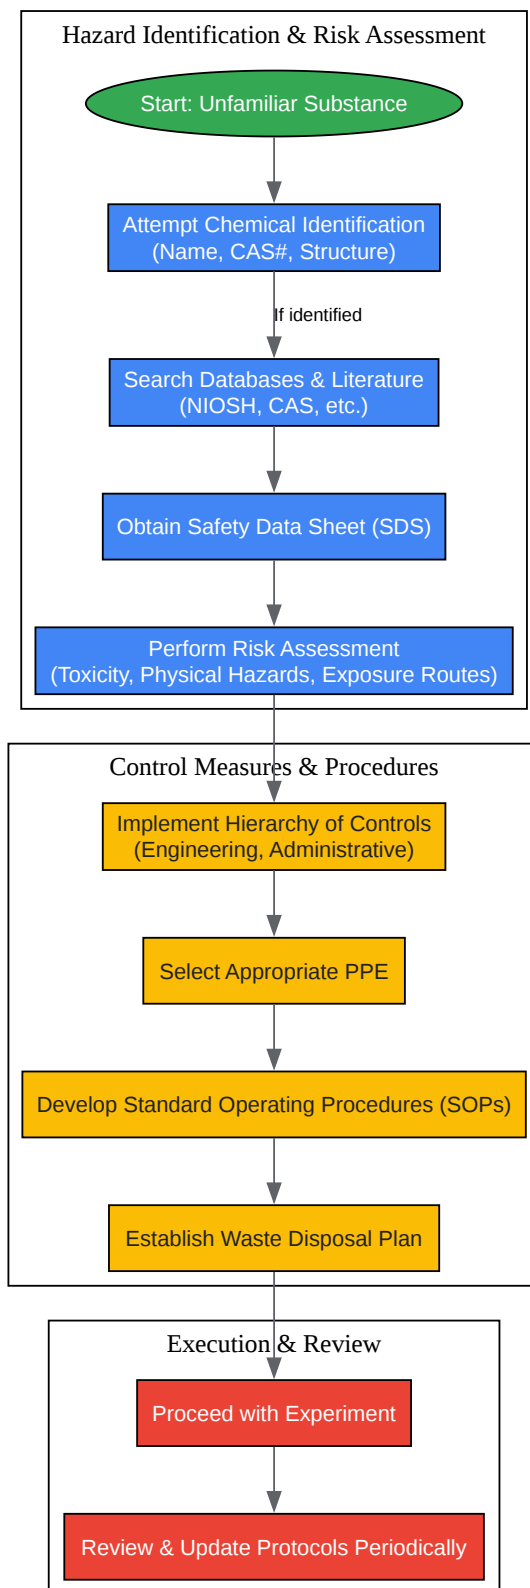 Hazard Identification & Risk Assessment
Start: Unfamiliar Substance
Attempt Chemical Identification
(Name, CAS#, Structure)
If identified
Search Databases & Literature
(NIOSH, CAS, etc.)
Obtain Safety Data Sheet (SDS)
Perform Risk Assessment
(Toxicity, Physical Hazards, Exposure Routes)
Control Measures & Procedures
Implement Hierarchy of Controls
(Engineering, Administrative)
Select Appropriate PPE
Develop Standard Operating Procedures (SOPs)
Establish Waste Disposal Plan
Execution & Review
Proceed with Experiment
Review & Update Protocols Periodically